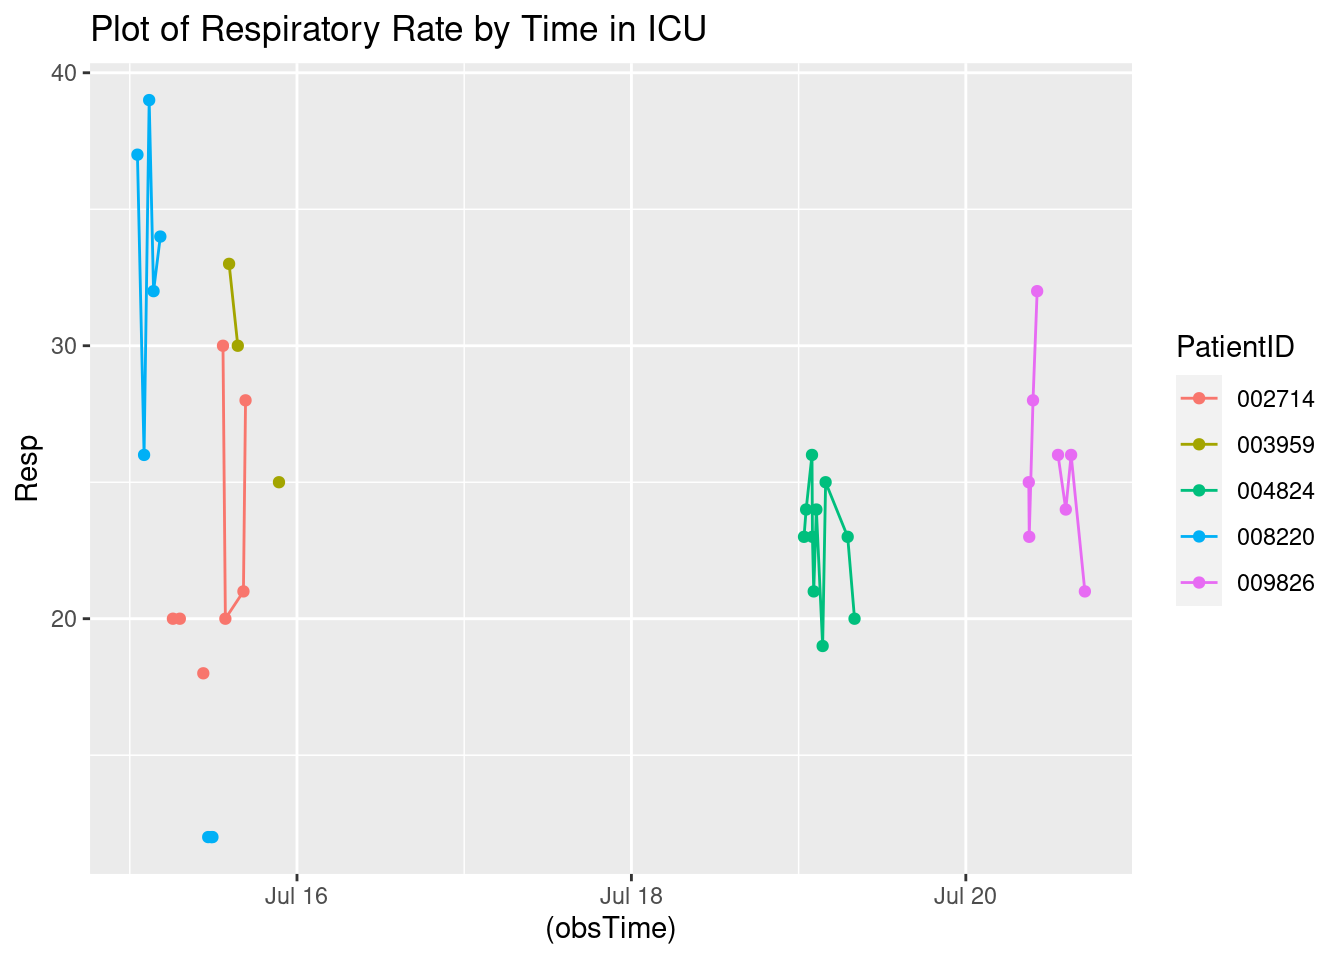 Plot of Respiratory Rate by Time in ICU
40
30
20
Resp
Jul 16
Jul 18
Jul 20
(obsTime)
PatientID
002714
003959
004824
008220
009826